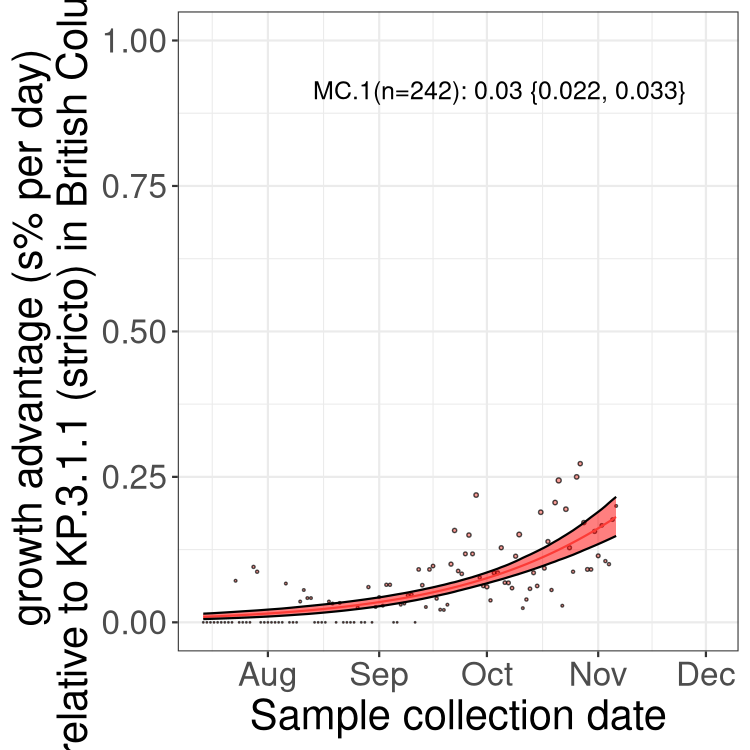 growth advantage (s% per day)
relative to KP.3.1.1 (stricto) in British Colu
1.00
0.75
0.50
0.25
0.00
MC.1(n=242): 0.03 {0.022, 0.033}
Aug Sep Oct Nov Dec
Sample collection date